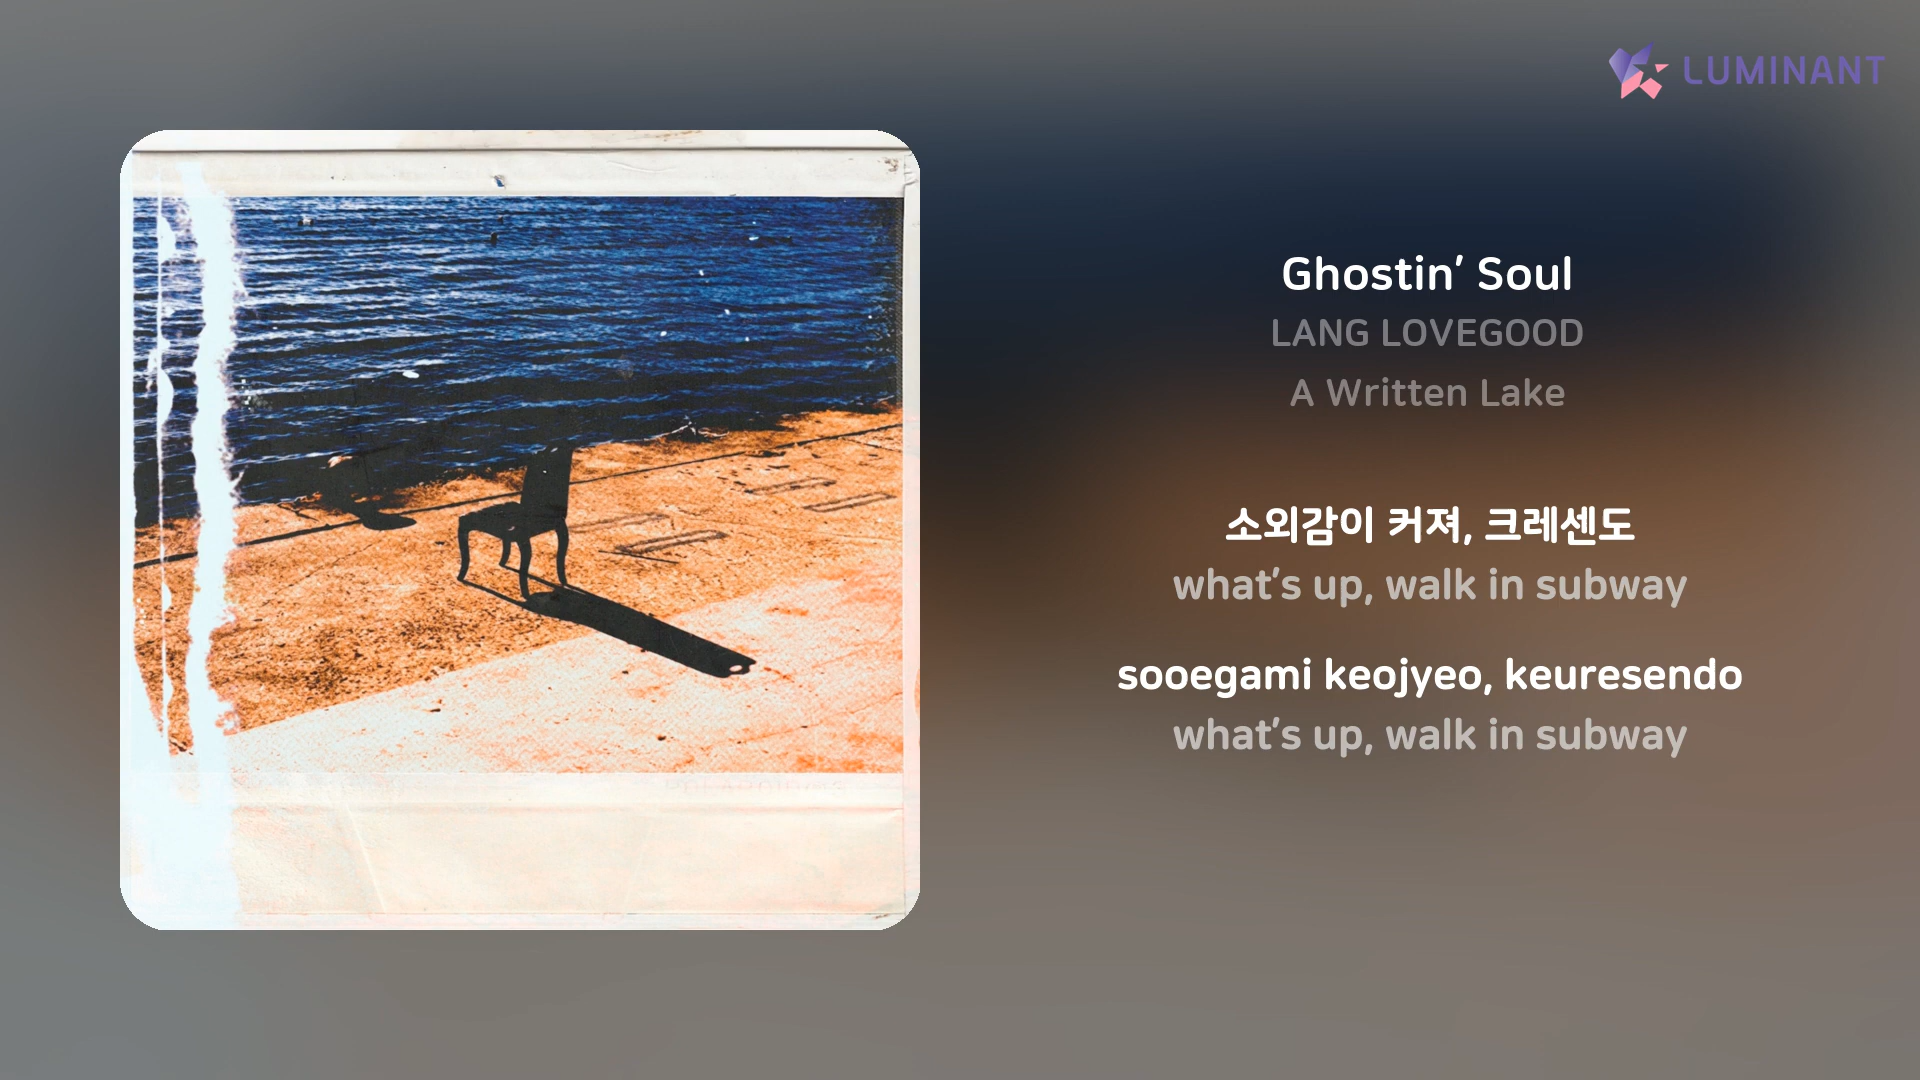 LUMINANT
Ghostin' Soul
LANG LOVEGOOD
A Written Lake
소외감이 커져, 크레센도
what's up, walk in subway
sooegami keojyeo, keuresendo
what's up, walk in subway